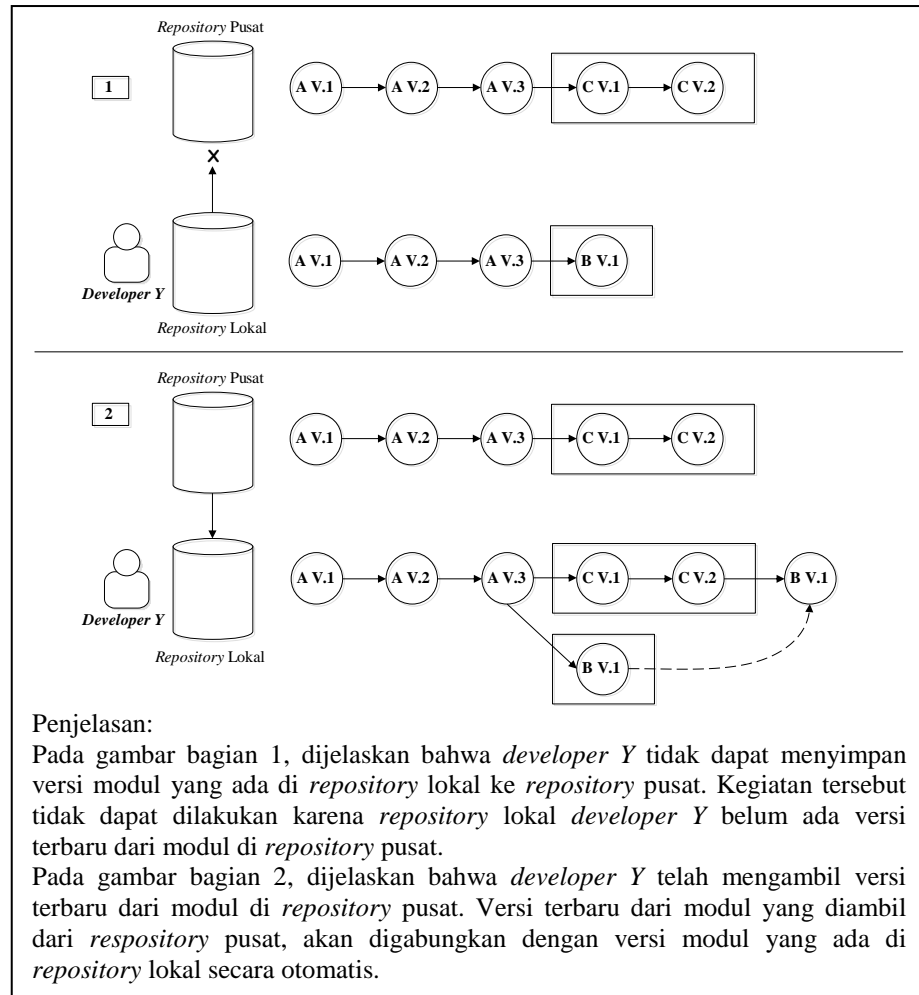 Repository Pusat
1
A V.1 A V.2 A V.3 C V.1 C V.2
X
A V.1 A V.2 A V.3 B V.1
Developer Y
Repository Lokal
Repository Pusat
2
A V.1 A V.2 A V.3 C V.1 C V.2
A V.1 A V.2 A V.3 C V.1 C V.2 B V.1
Developer Y
Repository Lokal
B V.1
Penjelasan:
Pada gambar bagian 1, dijelaskan bahwa developer Y tidak dapat menyimpan
versi modul yang ada di repository lokal ke repository pusat. Kegiatan tersebut
tidak dapat dilakukan karena repository lokal developer Y belum ada versi
terbaru dari modul di repository pusat.
Pada gambar bagian 2, dijelaskan bahwa developer Y telah mengambil versi
terbaru dari modul di repository pusat. Versi terbaru dari modul yang diambil
dari respository pusat, akan digabungkan dengan versi modul yang ada di
repository lokal secara otomatis.